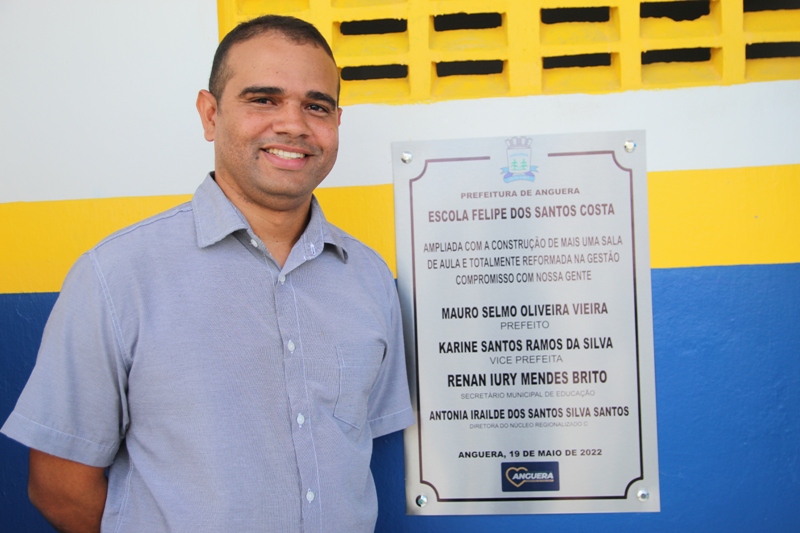 PREFEITURA DE ANGUERA
ESCOLA FELIPE DOS SANTOS COSTA
AMPLIADA COM A CONSTRUÇÃO DE MAIS UMA SALA
DE AULA E TOTALMENTE REFORMADA NA GESTÃO
COMPROMISSO COM NOSSA GENTE
MAURO SELMO OLIVEIRA VIEIRA
PREFEITO
KARINE SANTOS RAMOS DA SILVA
VICE PREFEITA
RENAN IURY MENDES BRITO
SECRETÁRIO MUNICIPAL DE EDUCAÇÃO
ANTONIA IRAILDE DOS SANTOS SILVA SANTOS
DIRETORA DO NÚCLEO REGIONALIZADO C
ANGUERA, 19 DE MAIO DE 2022
ANGUERA